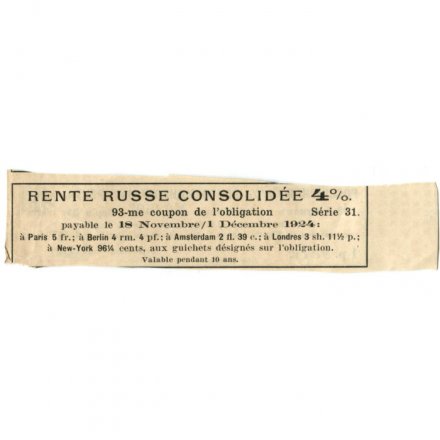 RENTE RUSSE CONSOLIDÉE 4%.
93-me coupon de l'obligation Série 31.
payable le 18 Novembre/1 Décembre 1924:
à Paris 5 fr.; à Berlin 4 rm. 4 pf.; à Amsterdam 2 fl. 39 c.; à Londres 3 sh. 11½ p.;
à New-York 96¼ cents, aux guichets désignés sur l'obligation.
Valable pendant 10 ans.